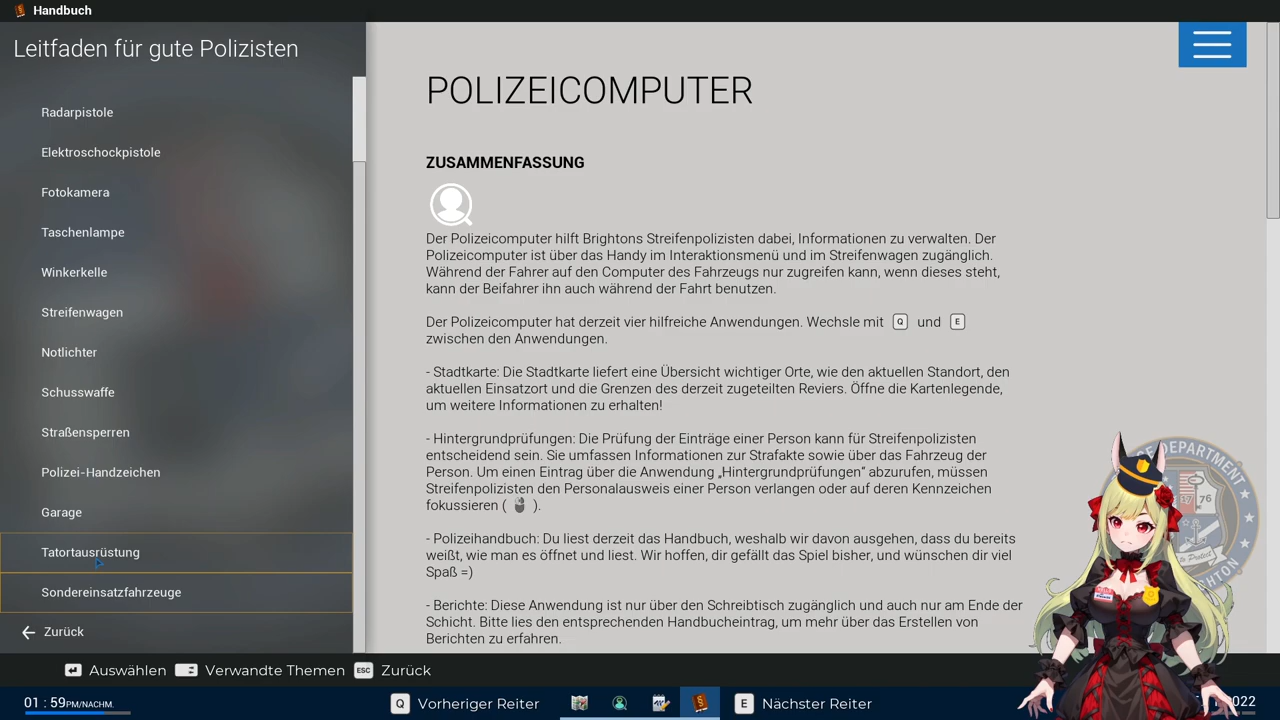 Handbuch
Leitfaden für gute Polizisten
Radarpistole
Elektroschockpistole
Fotokamera
Taschenlampe
Winkerkelle
Streifenwagen
Notlichter
Schusswaffe
Straßensperren
Polizei-Handzeichen
Garage
Tatortausrüstung
Sondereinsatzfahrzeuge
Zurück
POLIZEICOMPUTER
ZUSAMMENFASSUNG
Der Polizeicomputer hilft Brightons Streifenpolizisten dabei, Informationen zu verwalten. Der
Polizeicomputer ist über das Handy im Interaktionsmenü und im Streifenwagen zugänglich.
Während der Fahrer auf den Computer des Fahrzeugs nur zugreifen kann, wenn dieses steht,
kann der Beifahrer ihn auch während der Fahrt benutzen.
Der Polizeicomputer hat derzeit vier hilfreiche Anwendungen. Wechsle mit Q und E
zwischen den Anwendungen.
- Stadtkarte: Die Stadtkarte liefert eine Übersicht wichtiger Orte, wie den aktuellen Standort, den
aktuellen Einsatzort und die Grenzen des derzeit zugeteilten Reviers. Öffne die Kartenlegende,
um weitere Informationen zu erhalten!
- Hintergrundprüfungen: Die Prüfung der Einträge einer Person kann für Streifenpolizisten
entscheidend sein. Sie umfassen Informationen zur Strafakte sowie über das Fahrzeug der
Person. Um einen Eintrag über die Anwendung „Hintergrundprüfungen" abzurufen, müssen
Streifenpolizisten den Personalausweis einer Person verlangen oder auf deren Kennzeichen
fokussieren ( ).
- Polizeihandbuch: Du liest derzeit das Handbuch, weshalb wir davon ausgehen, dass du bereits
weißt, wie man es öffnet und liest. Wir hoffen, dir gefällt das Spiel bisher, und wünschen dir viel
Spaß =)
- Berichte: Diese Anwendung ist nur über den Schreibtisch zugänglich und auch nur am Ende der
Schicht. Bitte lies den entsprechenden Handbucheintrag, um mehr über das Erstellen von
Berichten zu erfahren.
Auswählen Verwandte Themen ESC Zurück
01 : 59PM/NACHM. Q Vorheriger Reiter E Nächster Reiter 2022